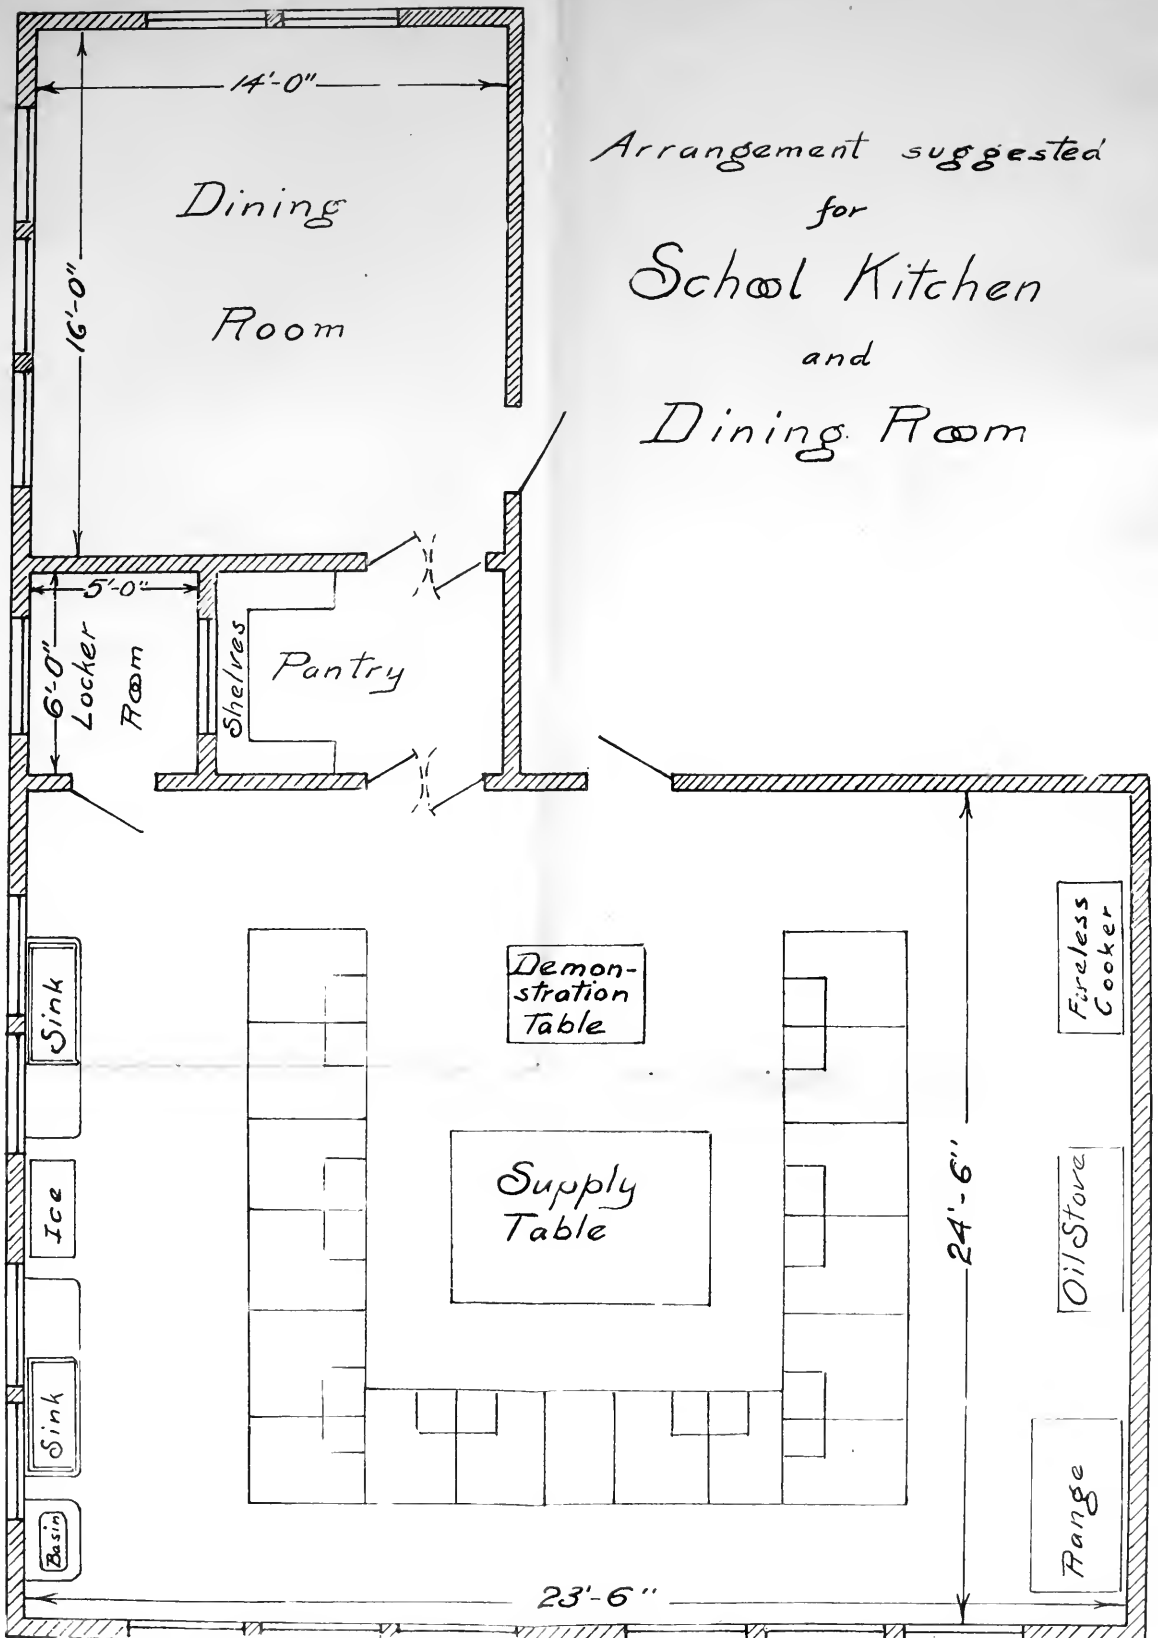 Arrangement suggested
for
School Kitchen
and
Dining Room
14'-0"
16'-0"
Dining
Room
5'-0"
6'-0"
Locker
Room
Shelves
Pantry
Sink
Ice
Sink
Basin
Demon-
stration
Table
Supply
Table
Fireless
Cooker
Oil Stove
Range
24'-6"
23'-6"